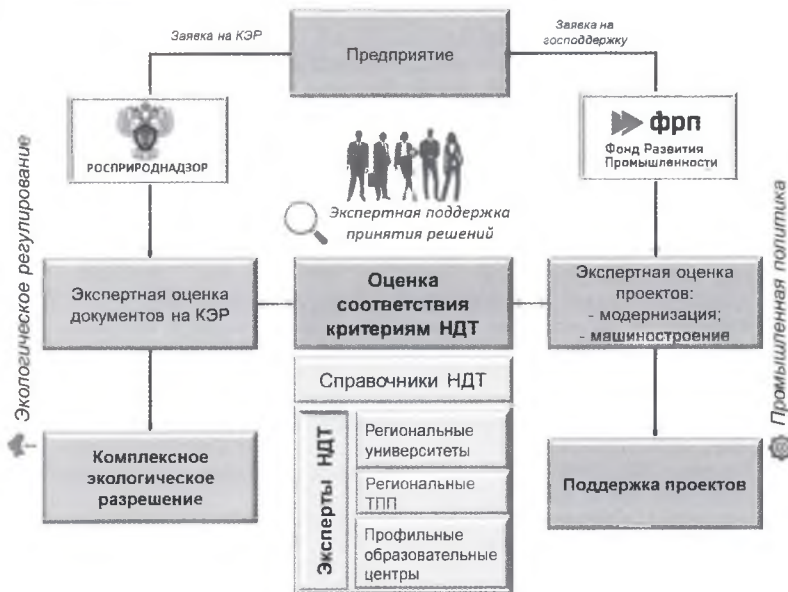 Заявка на КЭР
Предприятие
Заявка на
господдержку
Экологическое регулирование
РОСПРИРОДНАДЗОР
фрп
Фонд Развития
Промышленности
Экспертная поддержка
принятия решений
Промышленная политика
Экспертная оценка
документов на КЭР
Оценка
соответствия
критериям НДТ
Экспертная оценка
проектов:
- модернизация;
- машиностроение
Справочники НДТ
Комплексное
экологическое
разрешение
Эксперты НДТ
Региональные
университеты
Региональные
ТПП
Профильные
образовательные
центры
Поддержка проектов